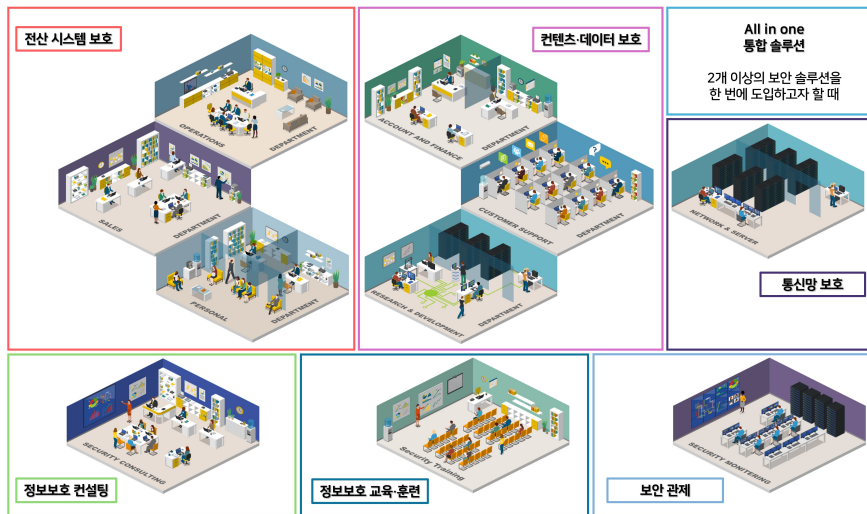 전산 시스템 보호
OPERATIONS
DEPARTMENT
SALES
DEPARTMENT
PERSONAL
DEPARTMENT
컨텐츠·데이터 보호
ACCOUNT AND FINANCE
DEPARTMENT
CUSTOMER SUPPORT
DEPARTMENT
RESEARCH & DEVELOPMENT
DEPARTMENT
All in one
통합 솔루션
2개 이상의 보안 솔루션을
한 번에 도입하고자 할 때
NETWORK & SERVER
통신망 보호
SECURITY CONSULTING
정보보호 컨설팅
Security Training
정보보호 교육·훈련
SECURITY MONITERING
보안 관제